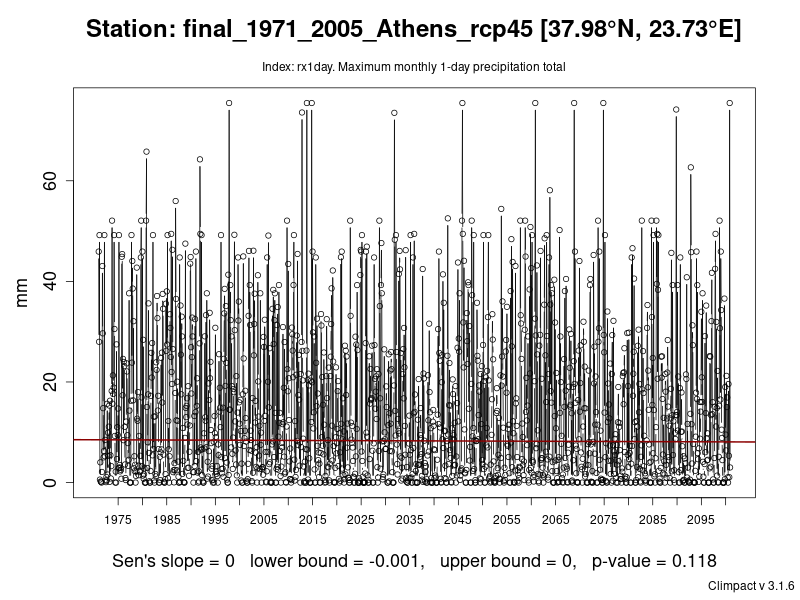 Station: final_1971_2005_Athens_rcp45 [37.98°N, 23.73°E]
Index: rx1day. Maximum monthly 1-day precipitation total
mm
60
40
20
0
1975 1985 1995 2005 2015 2025 2035 2045 2055 2065 2075 2085 2095
Sen's slope = 0 lower bound = -0.001, upper bound = 0, p-value = 0.118
Climpact v 3.1.6